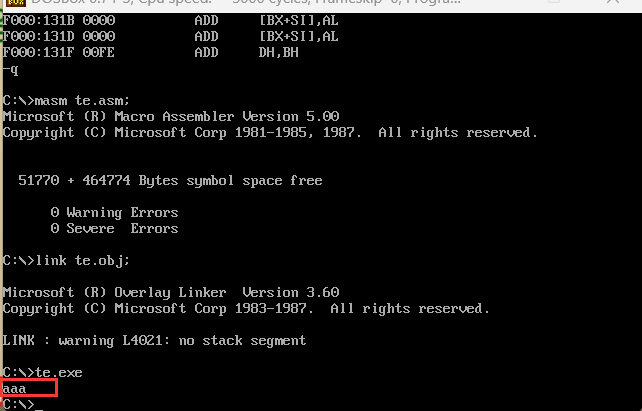 DOSBox 0.74-3, Cpu speed: 3000 cycles, Frameskip 0, Progra...
F000:131B 0000 ADD [BX+SI],AL
F000:131D 0000 ADD [BX+SI],AL
F000:131F 00FE ADD DH,BH
-q
C:\>masm te.asm;
Microsoft (R) Macro Assembler Version 5.00
Copyright (C) Microsoft Corp 1981-1985, 1987.  All rights reserved.
51770 + 464774 Bytes symbol space free
0 Warning Errors
0 Severe  Errors
C:\>link te.obj;
Microsoft (R) Overlay Linker  Version 3.60
Copyright (C) Microsoft Corp 1983-1987.  All rights reserved.
LINK : warning L4021: no stack segment
C:\>te.exe
aaa
C:\>_